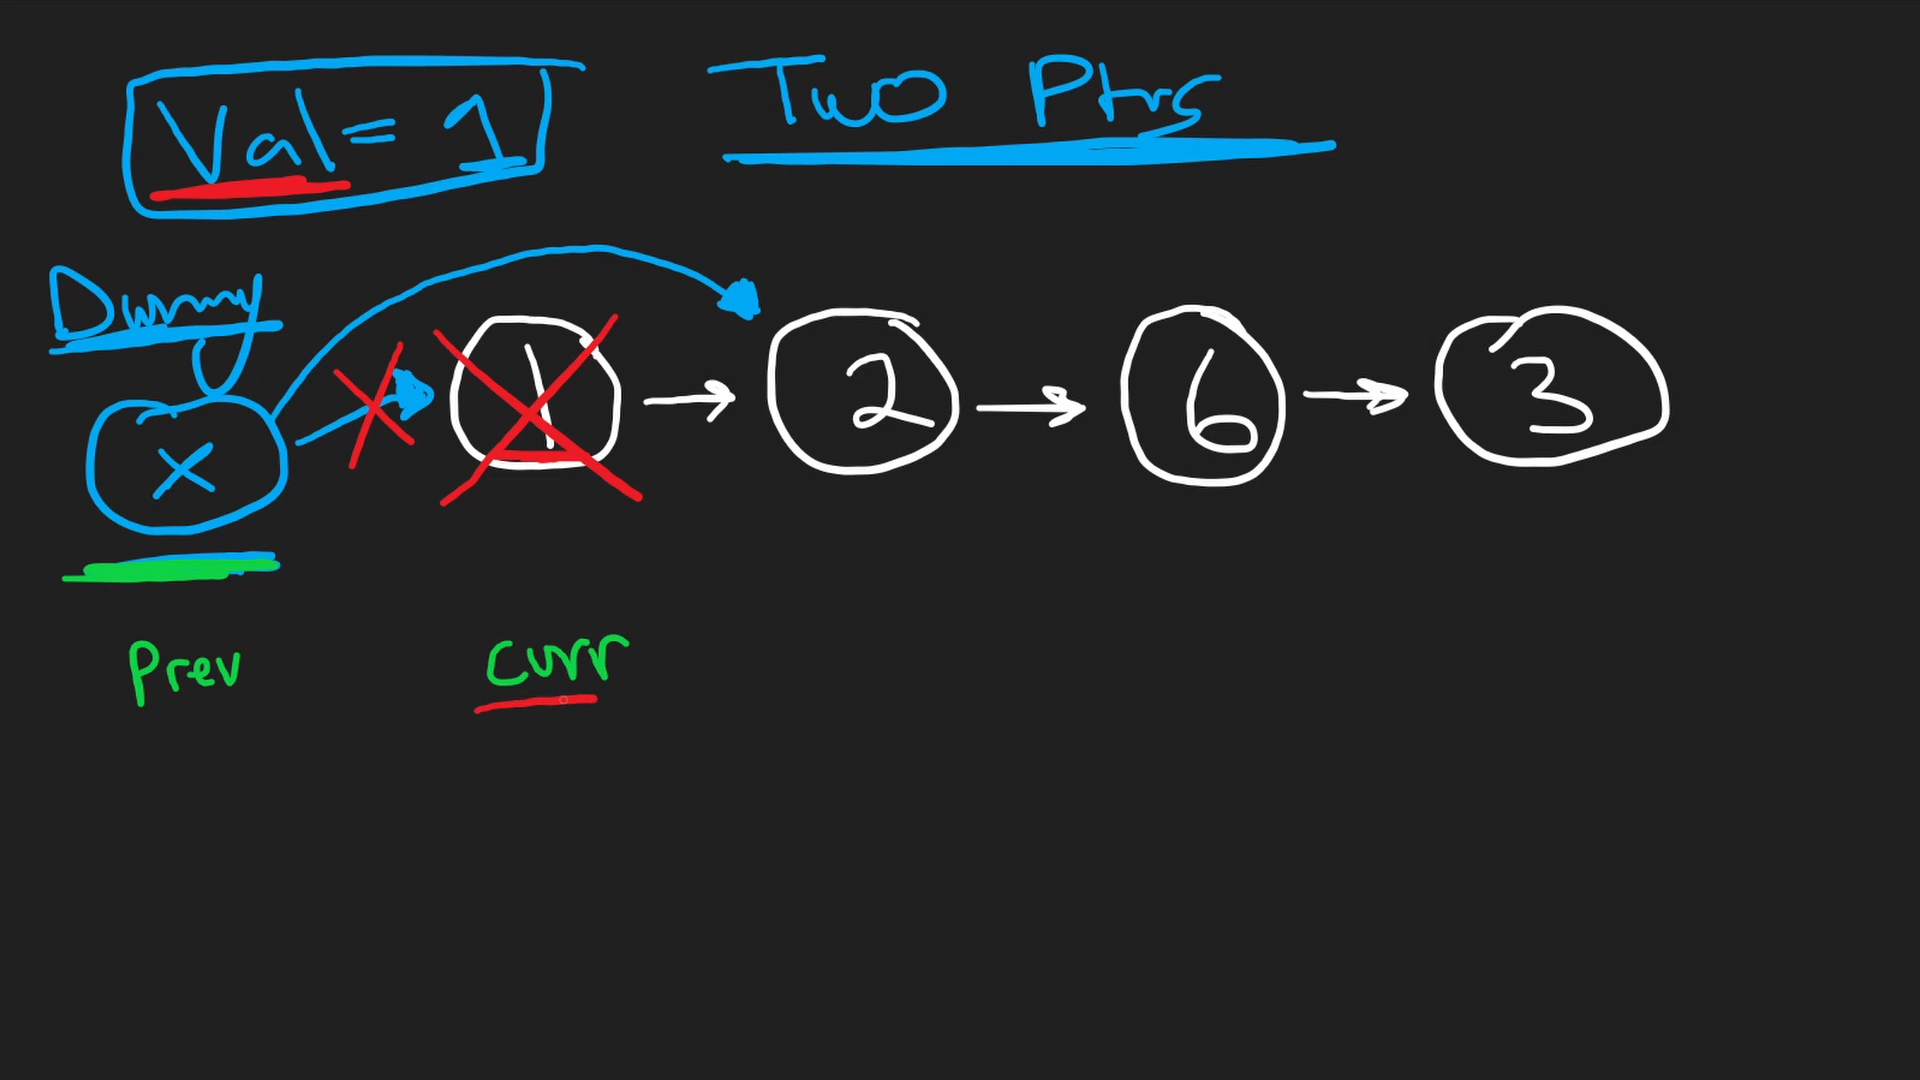 Val = 1
Two Ptrs
Dummy
X
1 → 2 → 6 → 3
Prev
Curr